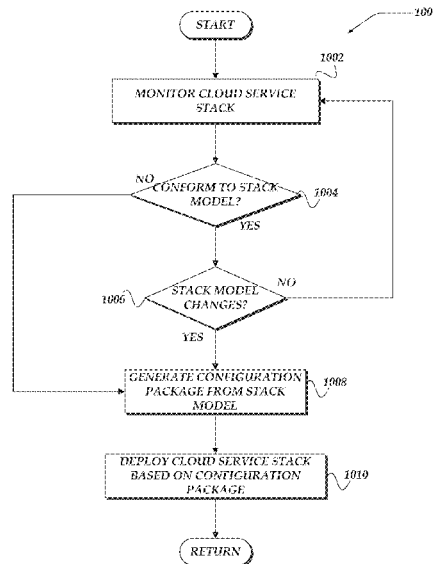 START
100
1002
MONITOR CLOUD SERVICE
STACK
NO
CONFORM TO STACK
MODEL?
1004
YES
STACK MODEL
CHANGES?
NO
1006
YES
GENERATE CONFIGURATION
PACKAGE FROM STACK
MODEL
1008
DEPLOY CLOUD SERVICE STACK
BASED ON CONFIGURATION
PACKAGE
1010
RETURN